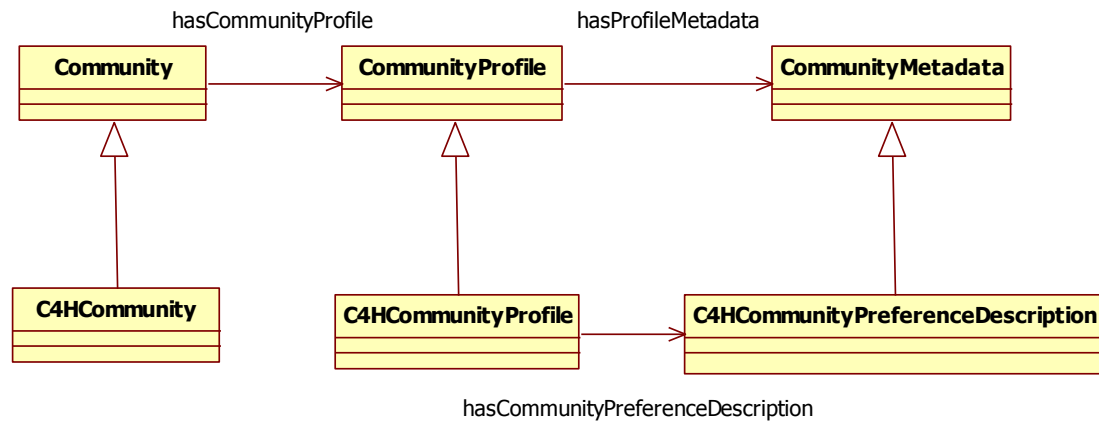 hasCommunityProfile
hasProfileMetadata
Community
CommunityProfile
CommunityMetadata
C4HCommunity
C4HCommunityProfile
C4HCommunityPreferenceDescription
hasCommunityPreferenceDescription